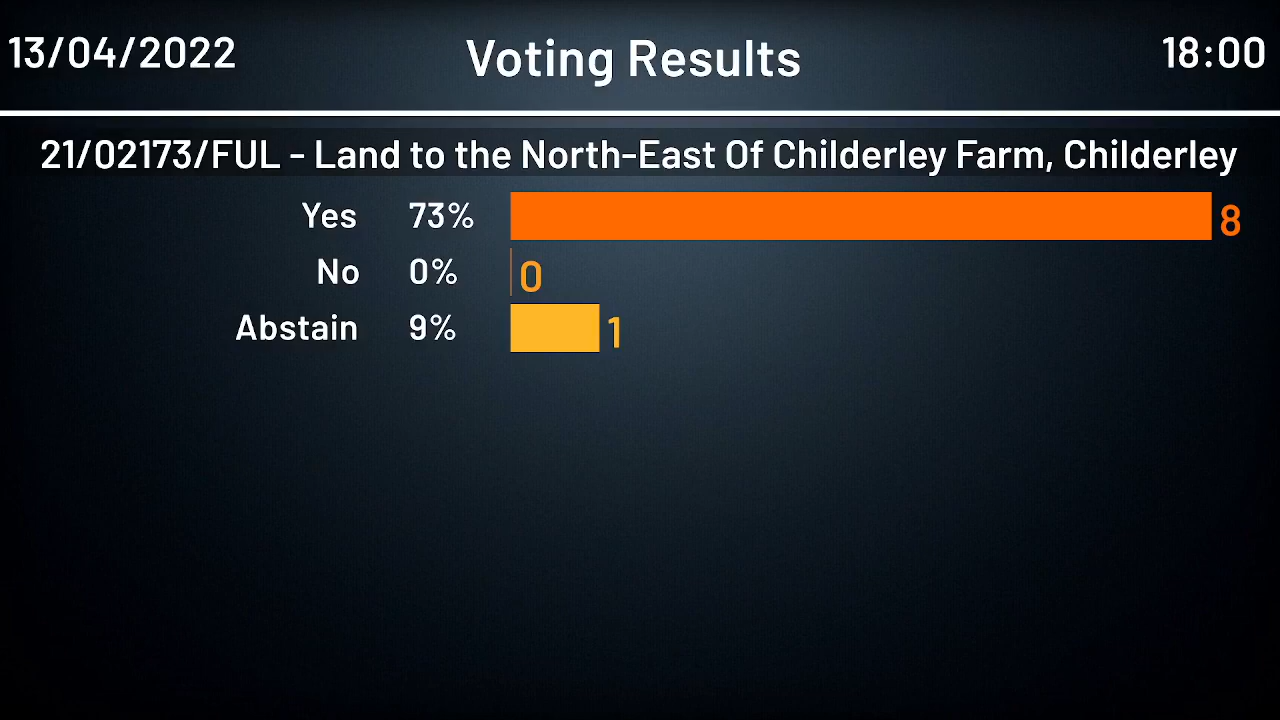 13/04/2022 Voting Results 18:00
21/02173/FUL - Land to the North-East Of Childerley Farm, Childerley
Yes 73% 8
No 0% 0
Abstain 9% 1